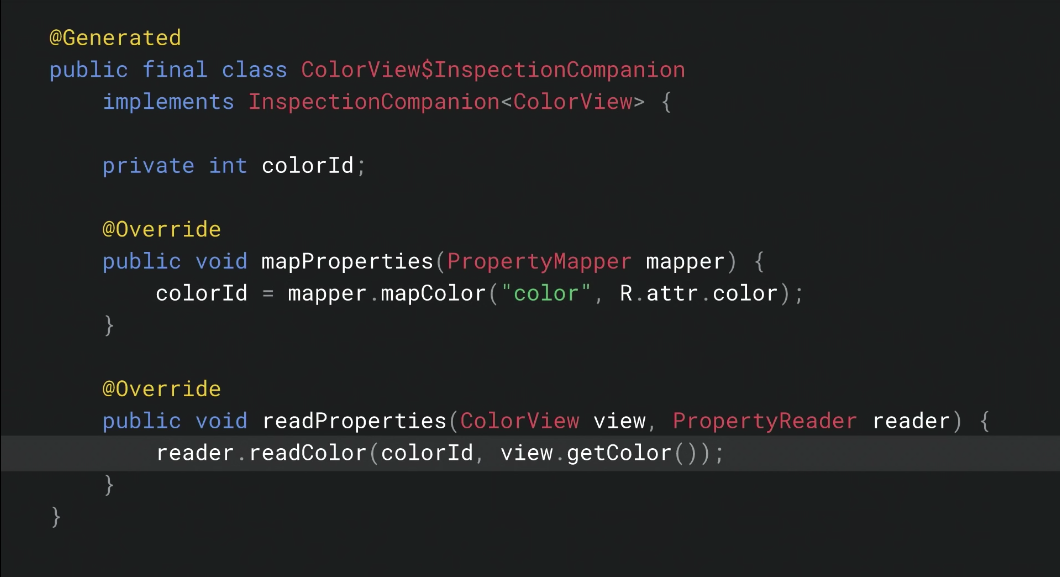 @Generated
public final class ColorView$InspectionCompanion
    implements InspectionCompanion<ColorView> {

    private int colorId;

    @Override
    public void mapProperties(PropertyMapper mapper) {
        colorId = mapper.mapColor("color", R.attr.color);
    }

    @Override
    public void readProperties(ColorView view, PropertyReader reader) {
        reader.readColor(colorId, view.getColor());
    }
}